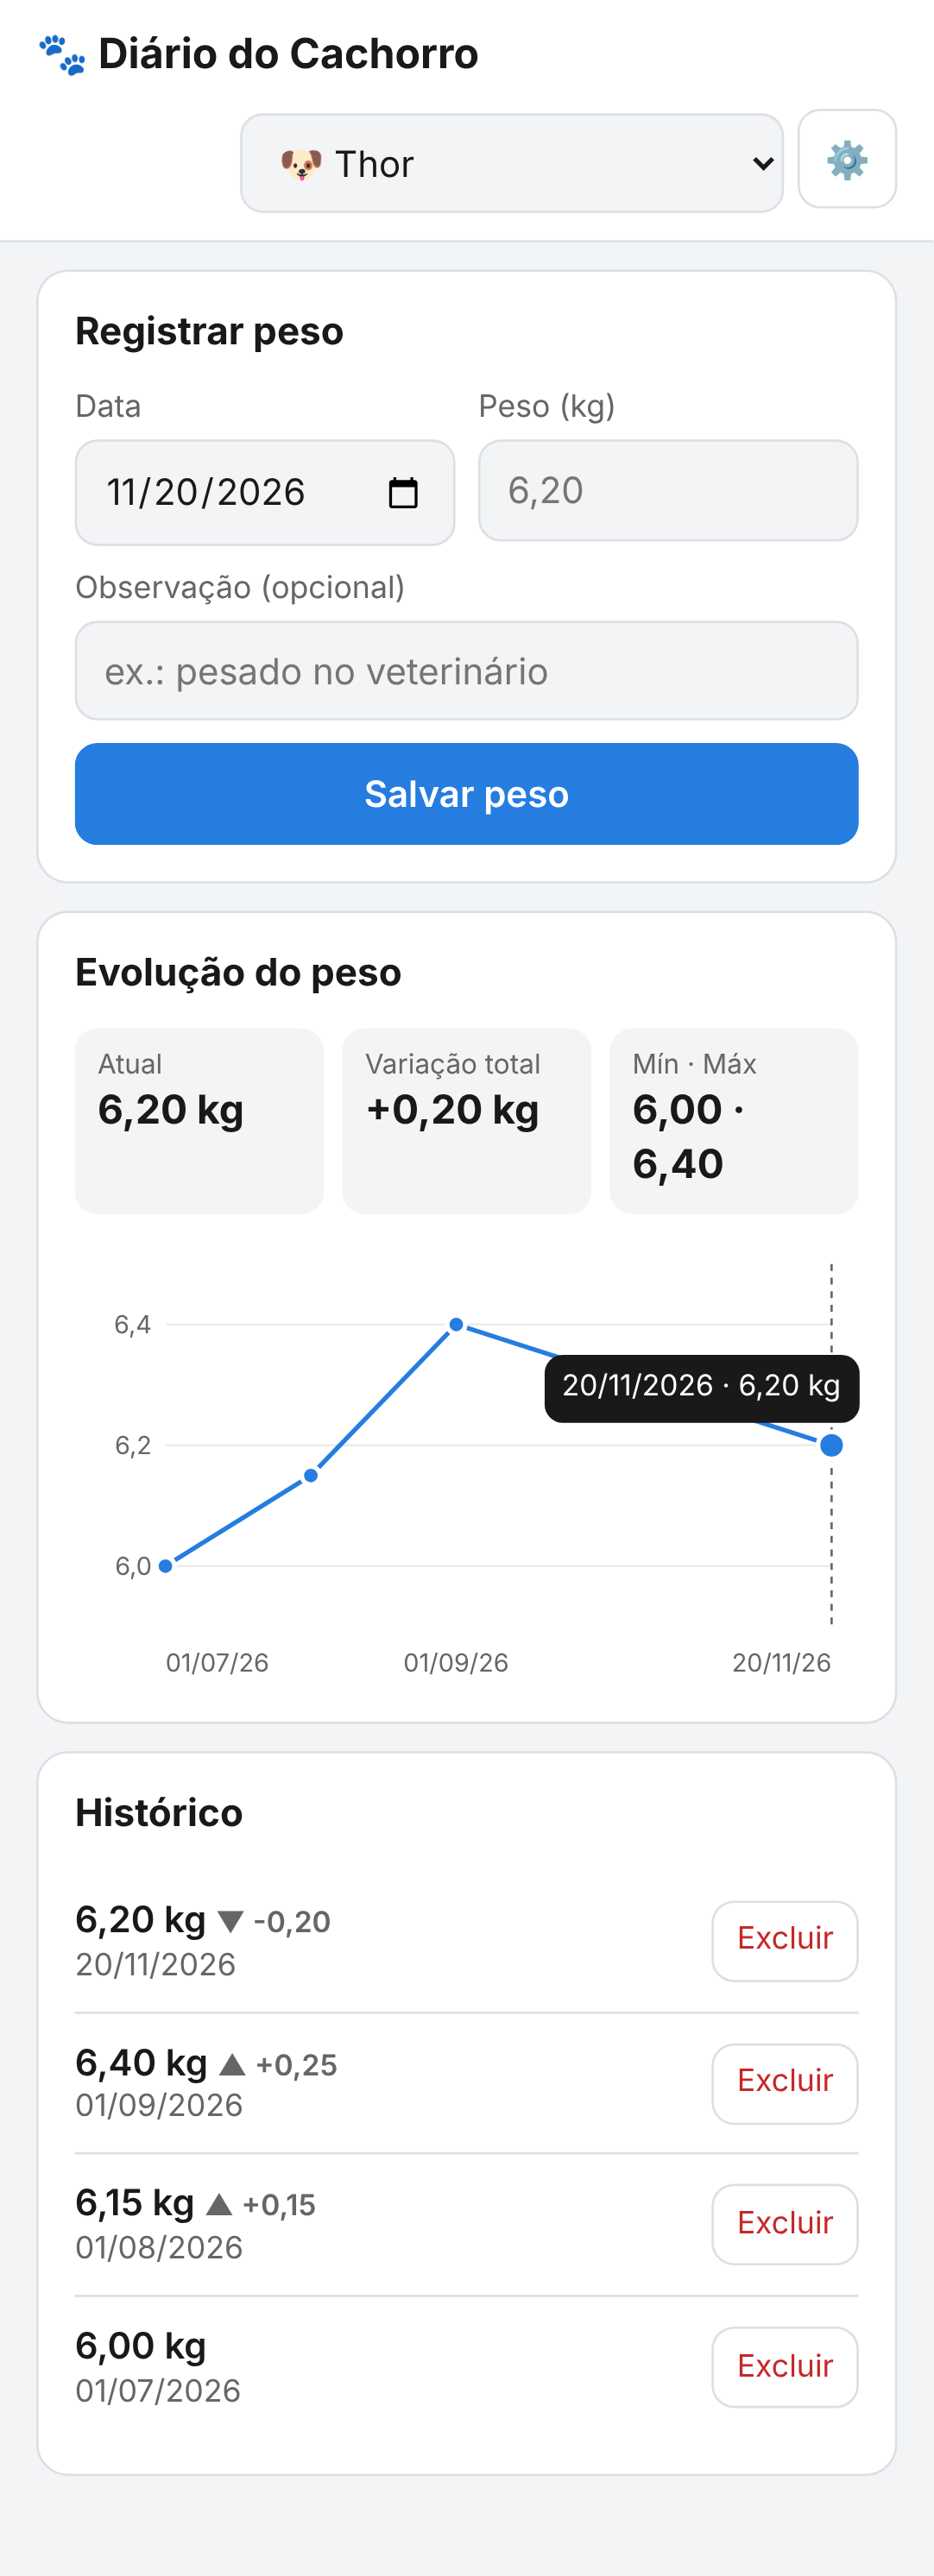 🐾 Diário do Cachorro
🐶 Thor
⚙️
Registrar peso
Data
Peso (kg)
11/20/2026
6,20
Observação (opcional)
ex.: pesado no veterinário
Salvar peso
Evolução do peso
Atual
6,20 kg
Variação total
+0,20 kg
Mín · Máx
6,00 ·
6,40
6,4
20/11/2026 · 6,20 kg
6,2
6,0
01/07/26
01/09/26
20/11/26
Histórico
6,20 kg ▼ -0,20
20/11/2026
Excluir
6,40 kg ▲ +0,25
01/09/2026
Excluir
6,15 kg ▲ +0,15
01/08/2026
Excluir
6,00 kg
01/07/2026
Excluir